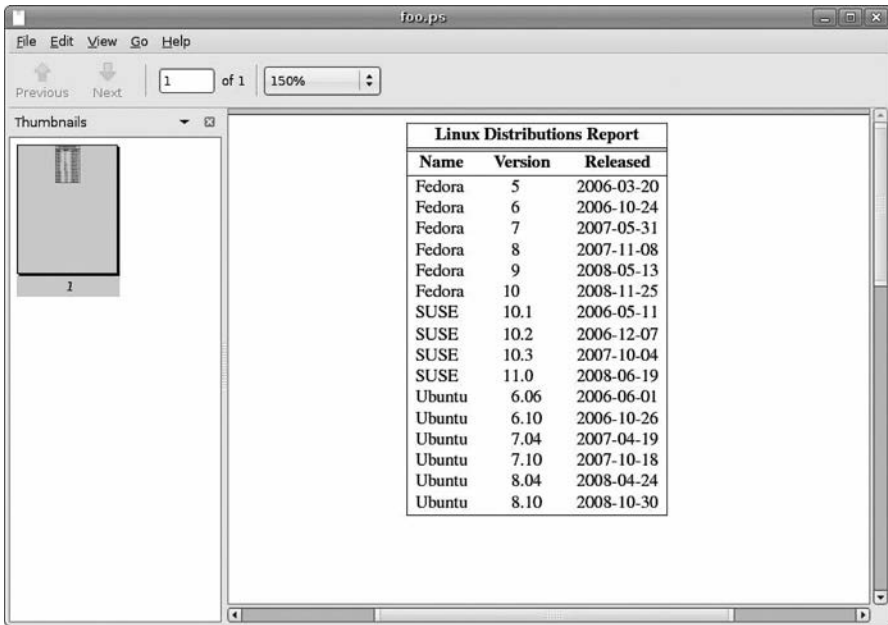 foo.ps
File Edit View Go Help
Previous Next 1 of 1 150%
Thumbnails
1
Linux Distributions Report
Name Version Released
Fedora 5 2006-03-20
Fedora 6 2006-10-24
Fedora 7 2007-05-31
Fedora 8 2007-11-08
Fedora 9 2008-05-13
Fedora 10 2008-11-25
SUSE 10.1 2006-05-11
SUSE 10.2 2006-12-07
SUSE 10.3 2007-10-04
SUSE 11.0 2008-06-19
Ubuntu 6.06 2006-06-01
Ubuntu 6.10 2006-10-26
Ubuntu 7.04 2007-04-19
Ubuntu 7.10 2007-10-18
Ubuntu 8.04 2008-04-24
Ubuntu 8.10 2008-10-30